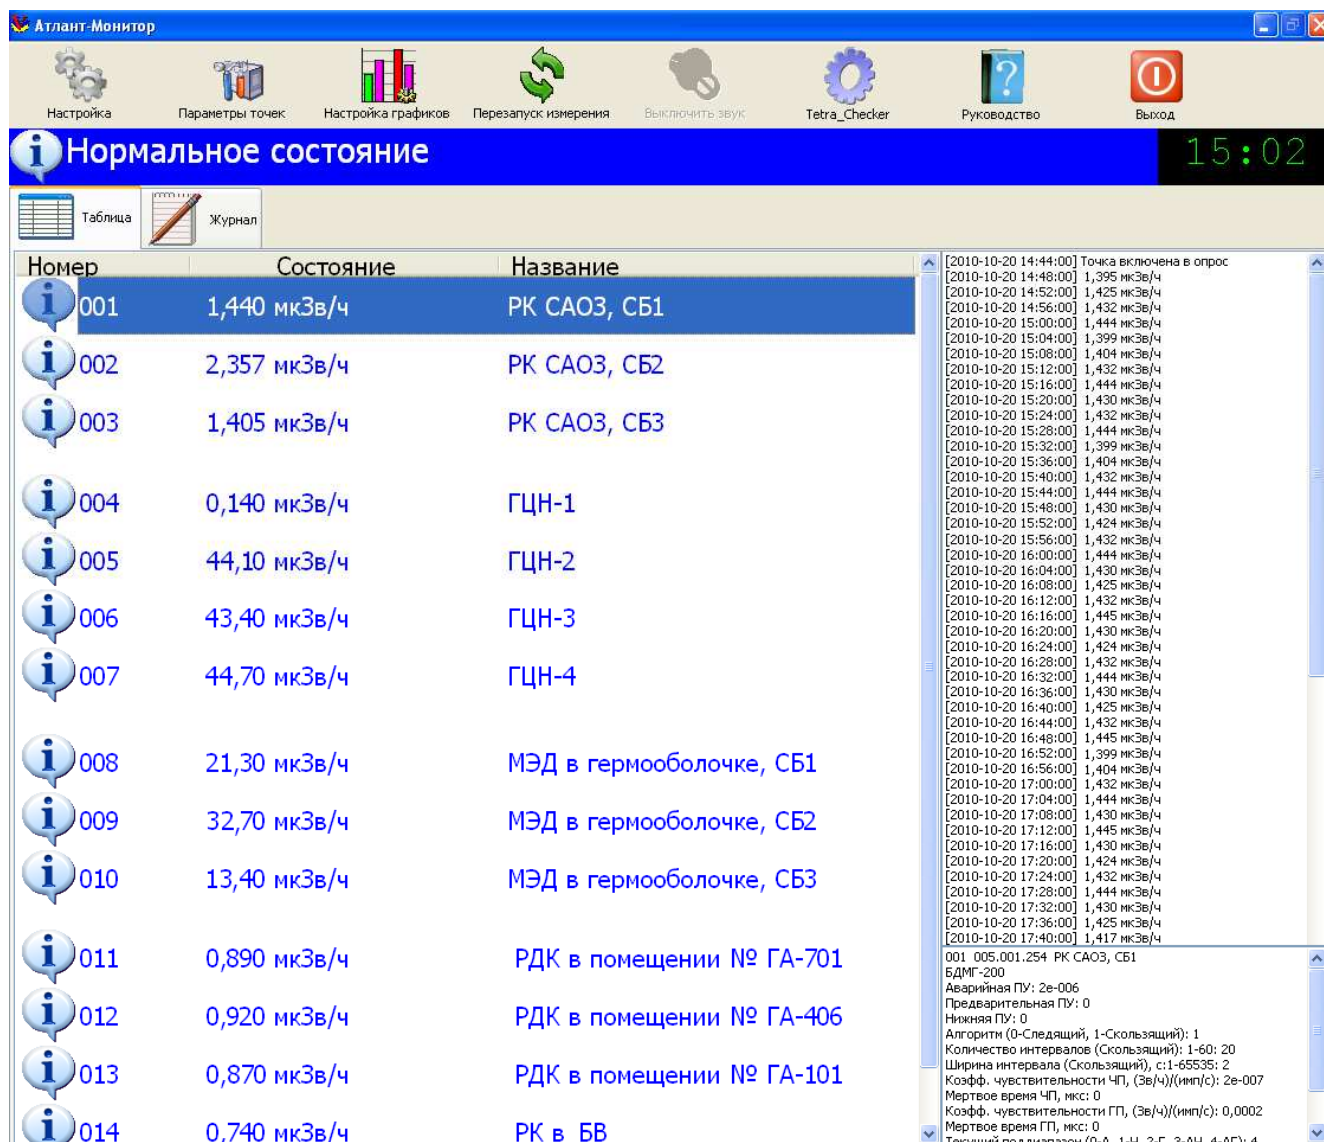 Атлант-Монитор
Настройка Параметры точек Настройка графиков Перезапуск измерения Выключить звук Tetra_Checker Руководство Выход
Нормальное состояние 15:02
Таблица Журнал
Номер Состояние Название
001 1,440 мкЗв/ч РК САОЗ, СБ1
002 2,357 мкЗв/ч РК САОЗ, СБ2
003 1,405 мкЗв/ч РК САОЗ, СБ3
004 0,140 мкЗв/ч ГЦН-1
005 44,10 мкЗв/ч ГЦН-2
006 43,40 мкЗв/ч ГЦН-3
007 44,70 мкЗв/ч ГЦН-4
008 21,30 мкЗв/ч МЭД в гермооболочке, СБ1
009 32,70 мкЗв/ч МЭД в гермооболочке, СБ2
010 13,40 мкЗв/ч МЭД в гермооболочке, СБ3
011 0,890 мкЗв/ч РДК в помещении № ГА-701
012 0,920 мкЗв/ч РДК в помещении № ГА-406
013 0,870 мкЗв/ч РДК в помещении № ГА-101
014 0,740 мкЗв/ч РК в БВ
[2010-10-20 14:44:00] Точка включена в опрос
[2010-10-20 14:48:00] 1,395 мкЗв/ч
[2010-10-20 14:52:00] 1,425 мкЗв/ч
[2010-10-20 14:56:00] 1,432 мкЗв/ч
[2010-10-20 15:00:00] 1,444 мкЗв/ч
[2010-10-20 15:04:00] 1,399 мкЗв/ч
[2010-10-20 15:08:00] 1,404 мкЗв/ч
[2010-10-20 15:12:00] 1,432 мкЗв/ч
[2010-10-20 15:16:00] 1,444 мкЗв/ч
[2010-10-20 15:20:00] 1,430 мкЗв/ч
[2010-10-20 15:24:00] 1,432 мкЗв/ч
[2010-10-20 15:28:00] 1,444 мкЗв/ч
[2010-10-20 15:32:00] 1,399 мкЗв/ч
[2010-10-20 15:36:00] 1,404 мкЗв/ч
[2010-10-20 15:40:00] 1,432 мкЗв/ч
[2010-10-20 15:44:00] 1,444 мкЗв/ч
[2010-10-20 15:48:00] 1,430 мкЗв/ч
[2010-10-20 15:52:00] 1,424 мкЗв/ч
[2010-10-20 15:56:00] 1,432 мкЗв/ч
[2010-10-20 16:00:00] 1,444 мкЗв/ч
[2010-10-20 16:04:00] 1,430 мкЗв/ч
[2010-10-20 16:08:00] 1,425 мкЗв/ч
[2010-10-20 16:12:00] 1,432 мкЗв/ч
[2010-10-20 16:16:00] 1,445 мкЗв/ч
[2010-10-20 16:20:00] 1,430 мкЗв/ч
[2010-10-20 16:24:00] 1,424 мкЗв/ч
[2010-10-20 16:28:00] 1,432 мкЗв/ч
[2010-10-20 16:32:00] 1,444 мкЗв/ч
[2010-10-20 16:36:00] 1,430 мкЗв/ч
[2010-10-20 16:40:00] 1,425 мкЗв/ч
[2010-10-20 16:44:00] 1,432 мкЗв/ч
[2010-10-20 16:48:00] 1,445 мкЗв/ч
[2010-10-20 16:52:00] 1,399 мкЗв/ч
[2010-10-20 16:56:00] 1,404 мкЗв/ч
[2010-10-20 17:00:00] 1,432 мкЗв/ч
[2010-10-20 17:04:00] 1,444 мкЗв/ч
[2010-10-20 17:08:00] 1,430 мкЗв/ч
[2010-10-20 17:12:00] 1,445 мкЗв/ч
[2010-10-20 17:16:00] 1,430 мкЗв/ч
[2010-10-20 17:20:00] 1,424 мкЗв/ч
[2010-10-20 17:24:00] 1,432 мкЗв/ч
[2010-10-20 17:28:00] 1,444 мкЗв/ч
[2010-10-20 17:32:00] 1,430 мкЗв/ч
[2010-10-20 17:36:00] 1,425 мкЗв/ч
[2010-10-20 17:40:00] 1,417 мкЗв/ч
001 005.001.254 РК САОЗ, СБ1
БДМГ-200
Аварийная ПУ: 2e-006
Предварительная ПУ: 0
Нижняя ПУ: 0
Алгоритм (0-Следящий, 1-Скользящий): 1
Количество интервалов (Скользящий): 1-60: 20
Ширина интервала (Скользящий), с:1-65535: 2
Коэфф. чувствительности ЧП, (Зв/ч)/(имп/с): 2e-007
Мертвое время ЧП, мкс: 0
Коэфф. чувствительности ГП, (Зв/ч)/(имп/с): 0,0002
Мертвое время ГП, мкс: 0
Текущий поддиапазон (0-А, 1-Ч, 2-Г, 3-АЧ, 4-АГ): 4